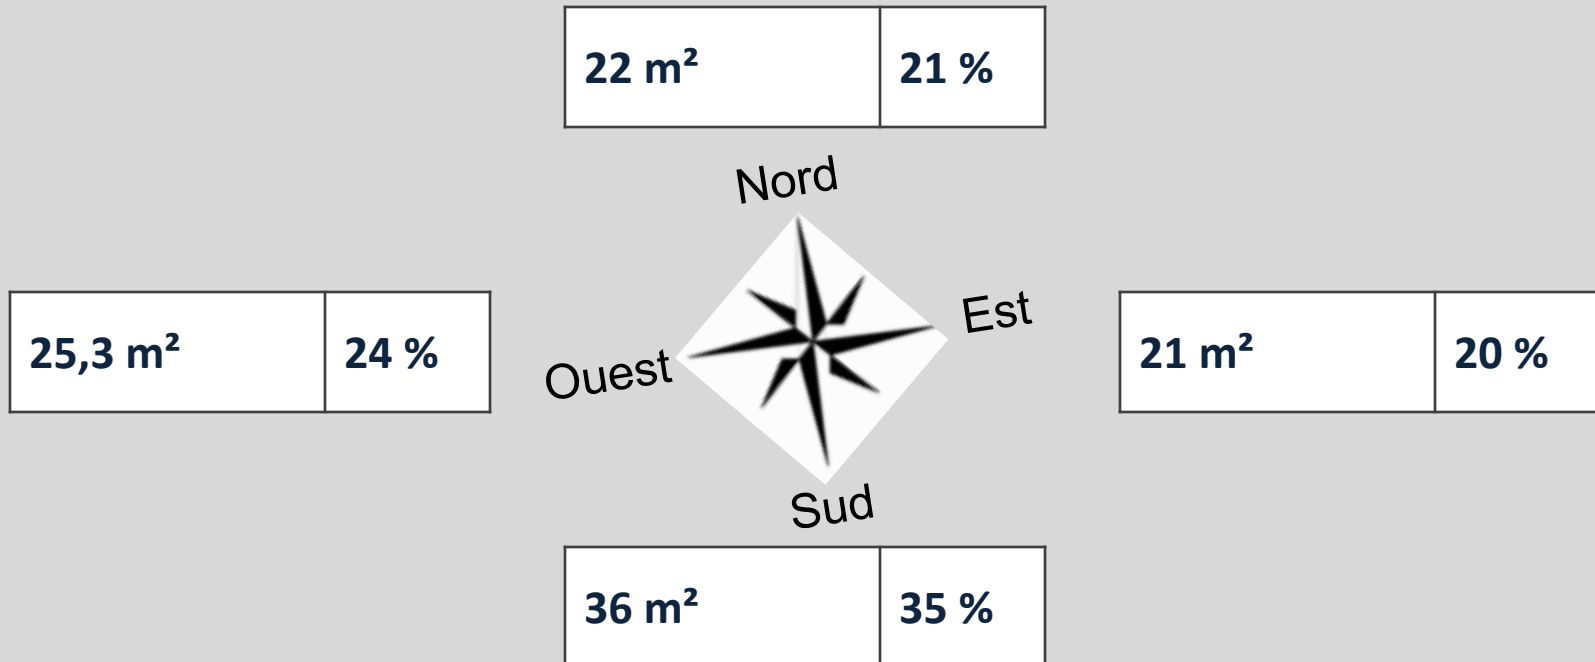 22 m² 21 %
Nord
Est
25,3 m² 24 %
Ouest
21 m² 20 %
Sud
36 m² 35 %